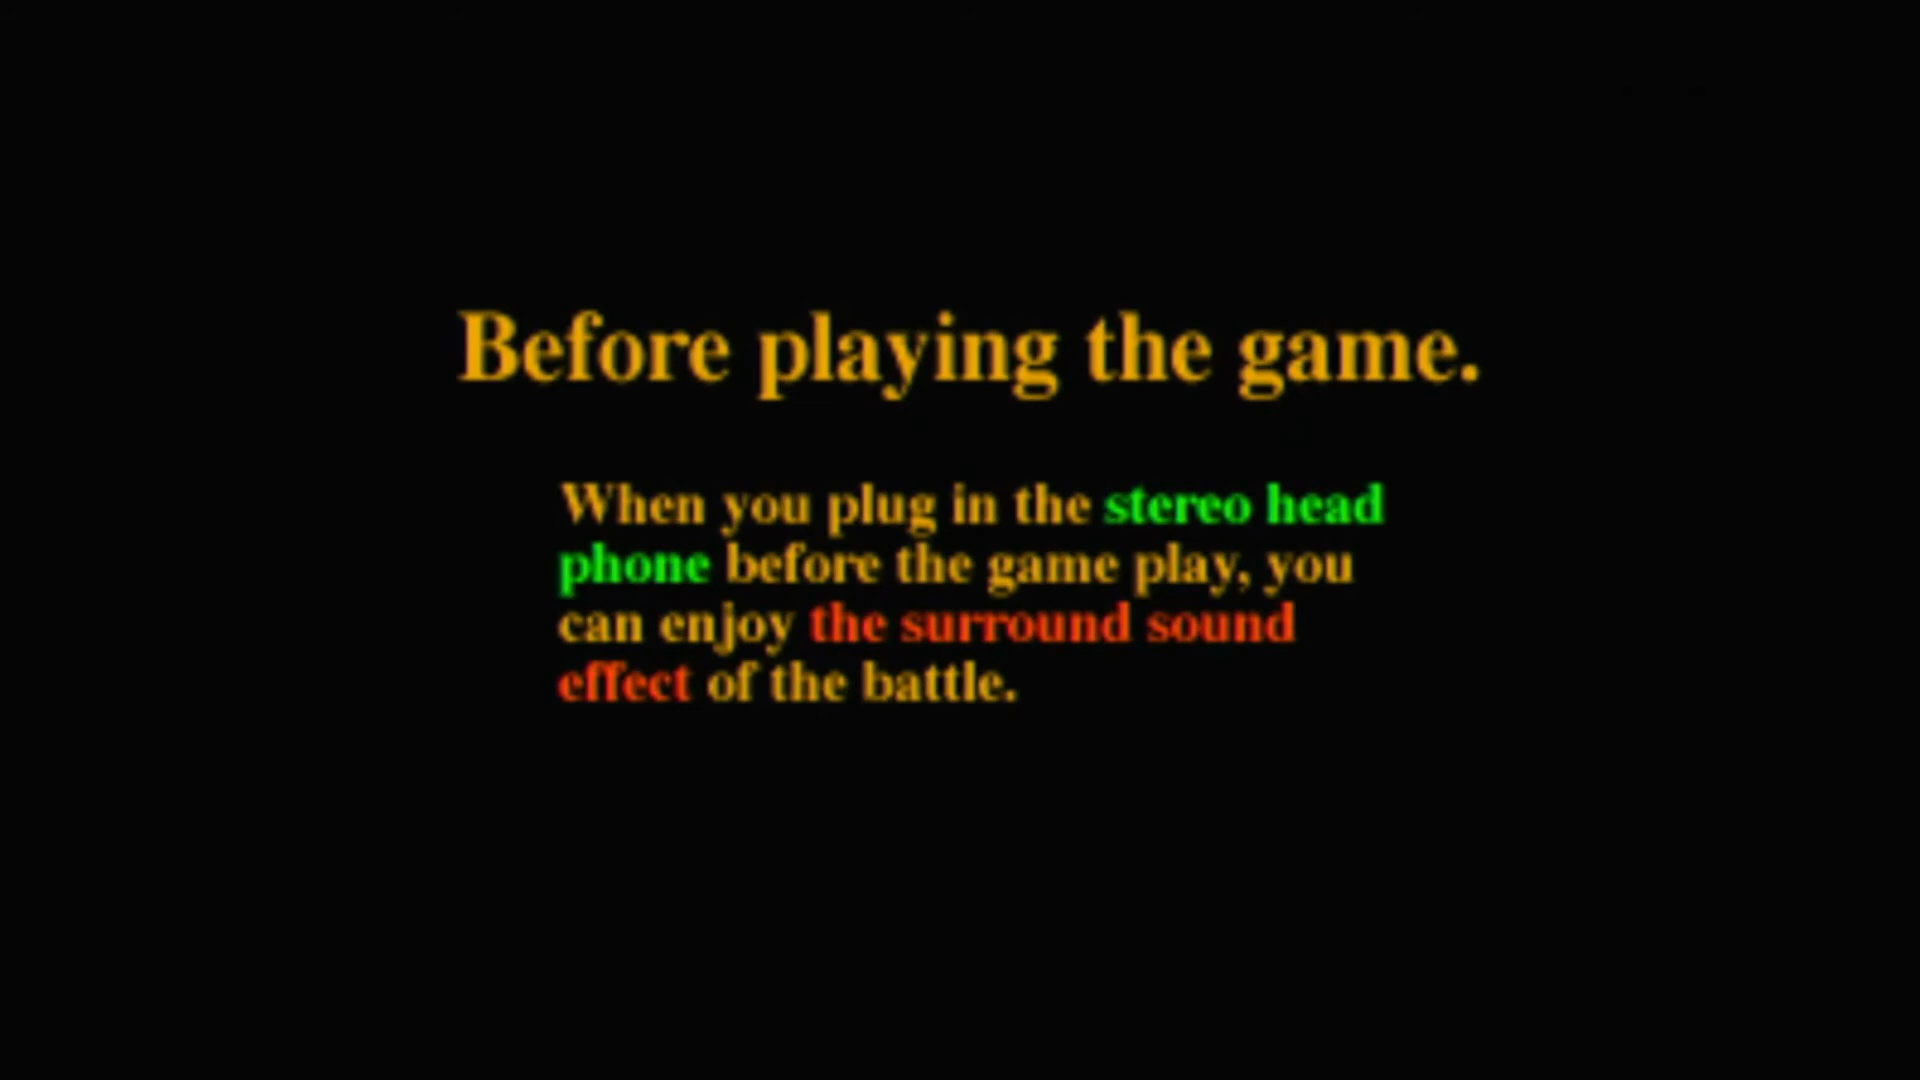 Before playing the game.
When you plug in the stereo head
phone before the game play, you
can enjoy the surround sound
effect of the battle.